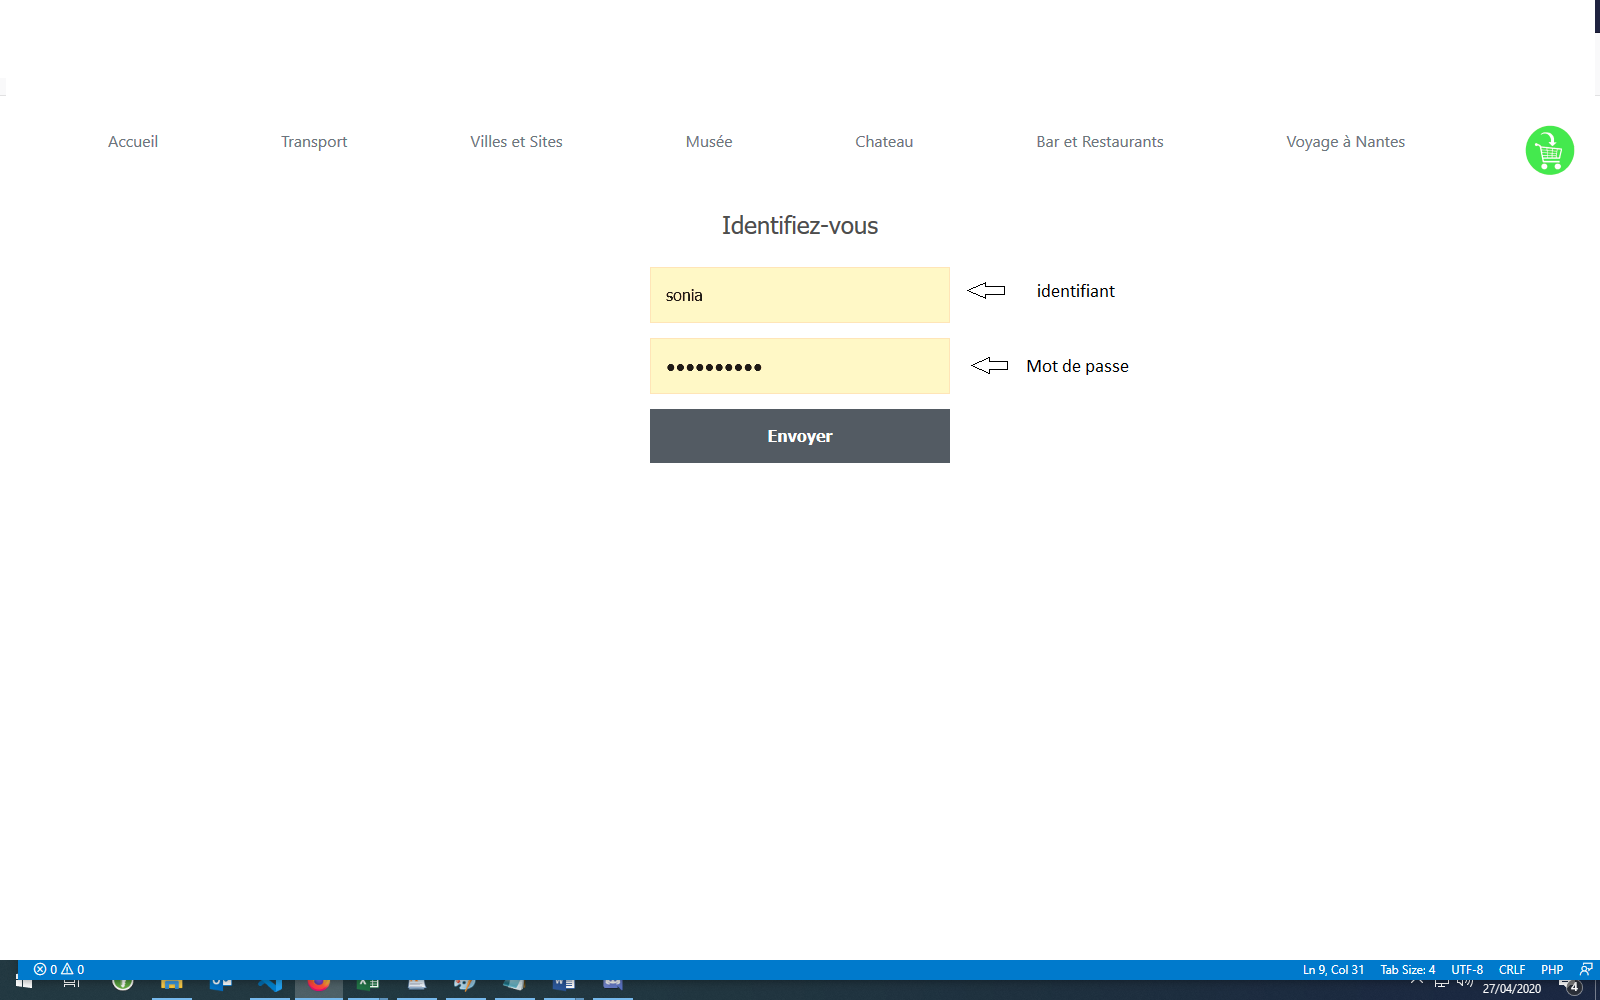 Accueil Transport Villes et Sites Musée Chateau Bar et Restaurants Voyage à Nantes
Identifiez-vous
sonia identifiant
●●●●●●●●●● Mot de passe
Envoyer
0 0 Ln 9, Col 31 Tab Size: 4 UTF-8 CRLF PHP
27/04/2020 4